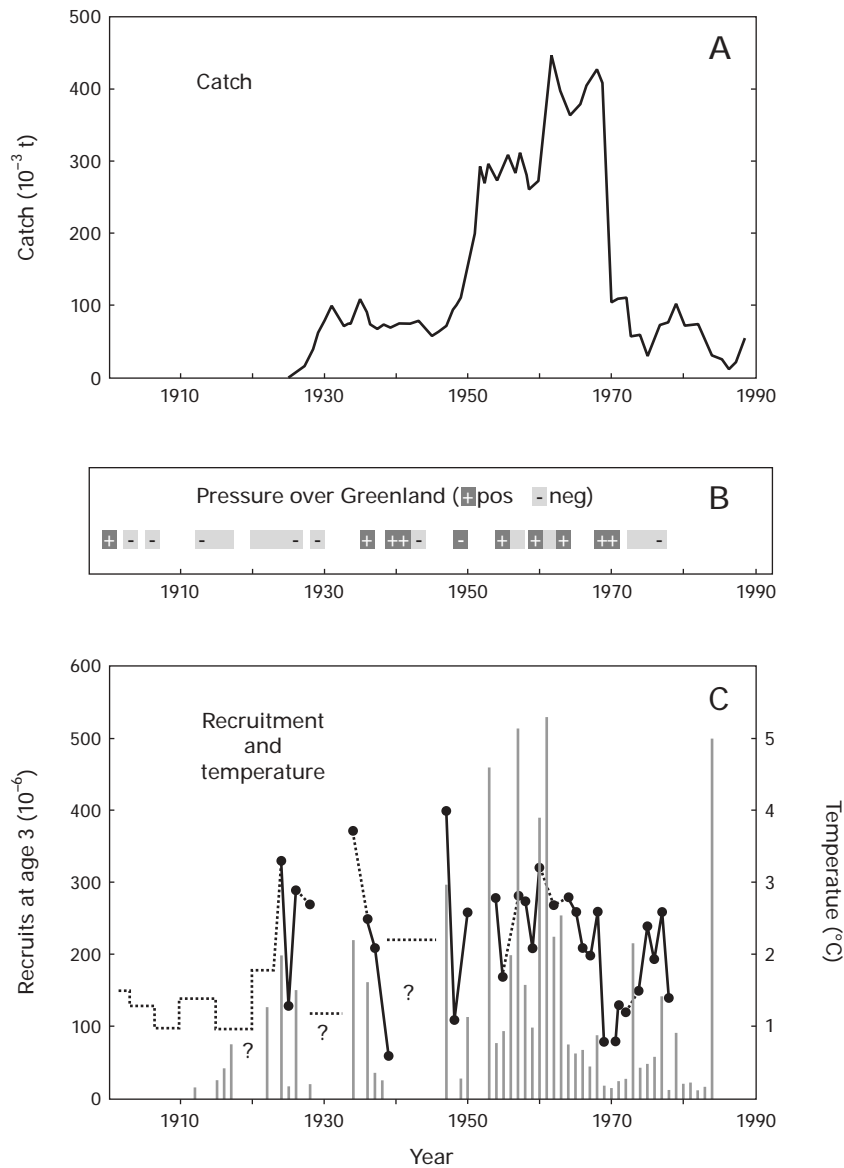 500
A
Catch
400
300
200
100
0
Catch (10⁻³ t)
1910
1930
1950
1970
1990
Pressure over Greenland (+pos -neg)
B
+ - - - - - + ++ - - + + + ++ -
1910
1930
1950
1970
1990
600
C
Recruitment
and
temperature
500
400
300
200
100
0
Recruits at age 3 (10⁻⁶)
5
4
3
2
1
Temperatue (°C)
?
?
?
1910
1930
1950
1970
1990
Year